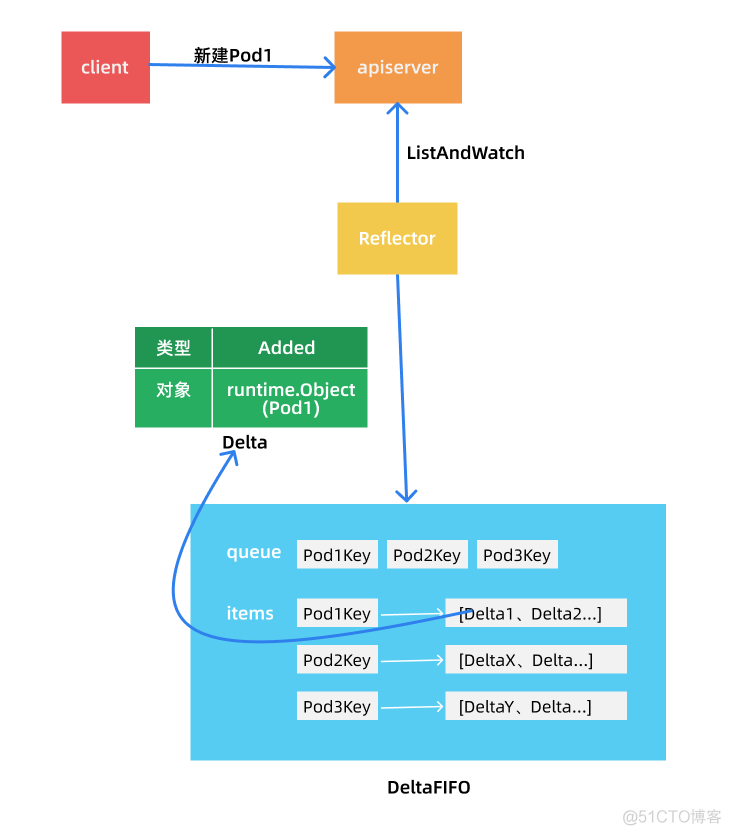 client
新建Pod1
apiserver
ListAndWatch
Reflector
类型 Added
对象 runtime.Object
(Pod1)
Delta
queue Pod1Key Pod2Key Pod3Key
items Pod1Key [Delta1、Delta2...]
Pod2Key [DeltaX、Delta...]
Pod3Key [DeltaY、Delta...]
DeltaFIFO
@51CTO博客